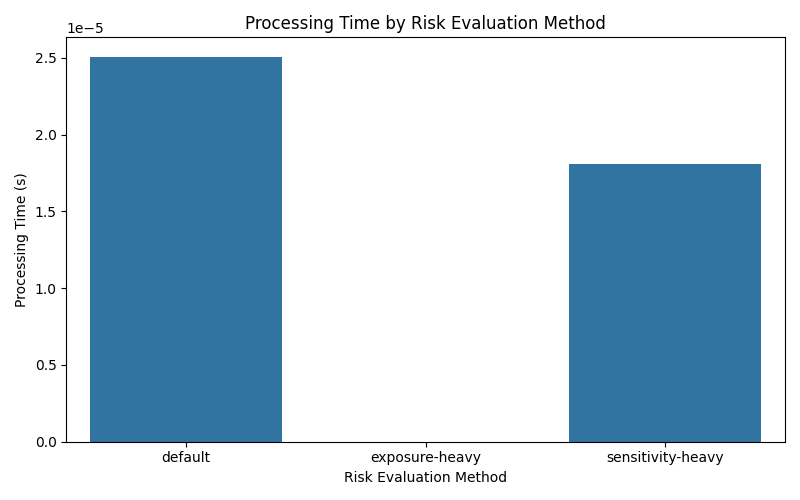 Processing Time by Risk Evaluation Method
1e−5
2.5
2.0
1.5
1.0
0.5
0.0
Processing Time (s)
default
exposure-heavy
sensitivity-heavy
Risk Evaluation Method